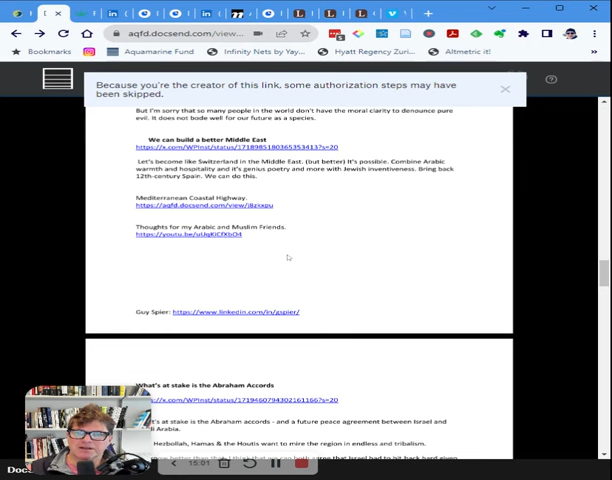 aqfd.docsend.com/view...
Bookmarks
Aquamarine Fund
Infinity Nets by Yay...
Hyatt Regency Zuri...
Altmetric it!
Because you're the creator of this link, some authorization steps may have
been skipped.
But I'm sorry that so many people in the world don't have the moral clarity to denounce pure
evil. It does not bode well for our future as a species.
We can build a better Middle East
https://x.com/WPInst/status/1718985180365353413?s=20
Let's become like Switzerland in the Middle East. (but better) It's possible. Combine Arabic
warmth and hospitality and it's genius poetry and more with Jewish inventiveness. Bring back
12th-century Spain. We can do this.
Mediterranean Coastal Highway.
https://aqfd.docsend.com/view/j8zkxpu
Thoughts for my Arabic and Muslim Friends.
Guy Spier: https://www.linkedin.com/in/gspier/
What's at stake is the Abraham Accords
x.com/WPInst/status/1719460794302161166?s=20
t's at stake is the Abraham accords - and a future peace agreement between Israel and
di Arabia.
Hezbollah, Hamas & the Houtis want to mire the region in endless and tribalism.
Doc
15:01